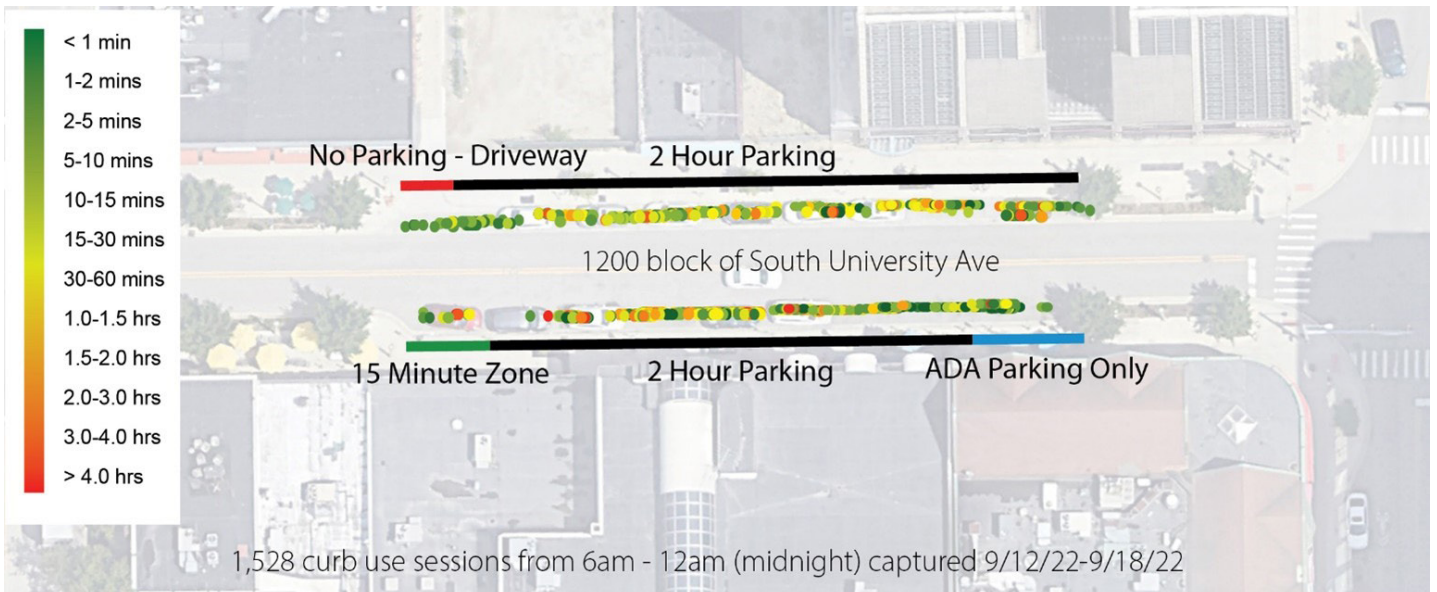 < 1 min
1-2 mins
2-5 mins
5-10 mins
10-15 mins
15-30 mins
30-60 mins
1.0-1.5 hrs
1.5-2.0 hrs
2.0-3.0 hrs
3.0-4.0 hrs
> 4.0 hrs
No Parking - Driveway
2 Hour Parking
1200 block of South University Ave
15 Minute Zone
2 Hour Parking
ADA Parking Only
1,528 curb use sessions from 6am - 12am (midnight) captured 9/12/22-9/18/22